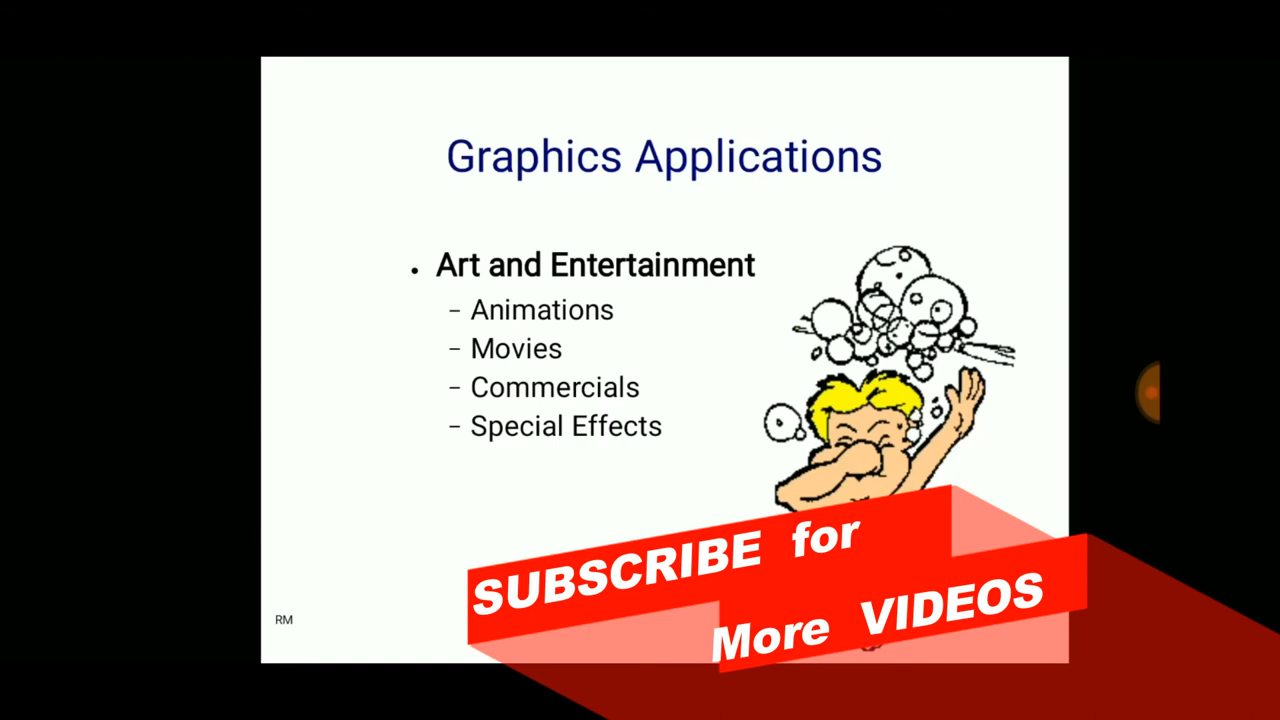 Graphics Applications
• Art and Entertainment
– Animations
– Movies
– Commercials
– Special Effects
SUBSCRIBE for
More VIDEOS
RM